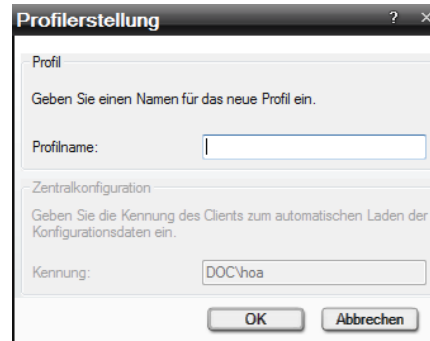 Profilerstellung ? ×
Profil
Geben Sie einen Namen für das neue Profil ein.
Profilname:
Zentralkonfiguration
Geben Sie die Kennung des Clients zum automatischen Laden der
Konfigurationsdaten ein.
Kennung: DOC\hoa
OK Abbrechen